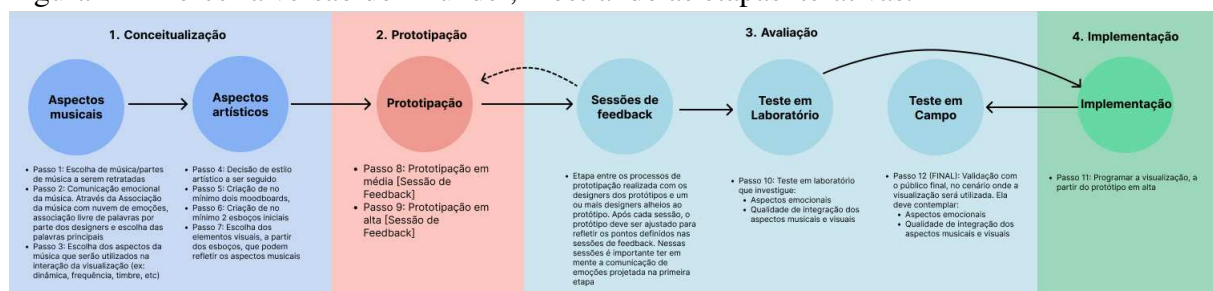 1. Conceitualização
2. Prototipação
3. Avaliação
4. Implementação
Aspectos
musicais
Aspectos
artísticos
Prototipação
Sessões de
feedback
Teste em
Laboratório
Teste em
Campo
Implementação
• Passo 1: Escolha de música/partes
de música a serem retratadas
• Passo 2: Comunicação emocional
da música. Através da Associação
da música com nuvem de emoções,
associação livre de palavras por
parte dos designers e escolha das
palavras principais
• Passo 3: Escolha dos aspectos da
música que serão utilizados na
interação da visualização (ex:
dinâmica, frequência, timbre, etc)
• Passo 4: Decisão de estilo
artístico a ser seguido
• Passo 5: Criação de no
mínimo dois moodboards,
• Passo 6: Criação de no
mínimo 2 esboços iniciais
• Passo 7: Escolha dos
elementos visuais, a partir
dos esboços, que podem
refletir os aspectos musicais
• Passo 8: Prototipação em
média [Sessão de
Feedback]
• Passo 9: Prototipação em
alta [Sessão de
Feedback]
• Etapa entre os processos de
prototipação realizada com os
designers dos protótipos e um
ou mais designers alheios ao
protótipo. Após cada sessão, o
protótipo deve ser ajustado para
refletir os pontos definidos nas
sessões de feedback. Nessas
sessões é importante ter em
mente a comunicação de
emoções projetada na primeira
etapa
• Passo 10: Teste em laboratório
que investigue:
• Aspectos emocionais
• Qualidade de integração dos
aspectos musicais e visuais
• Passo 12 (FINAL): Validação com
o público final, no cenário onde a
visualização será utilizada. Ela
deve contemplar:
• Aspectos emocionais
• Qualidade de integração dos
aspectos musicais e visuais
• Passo 11: Programar a visualização, a
partir do protótipo em alta